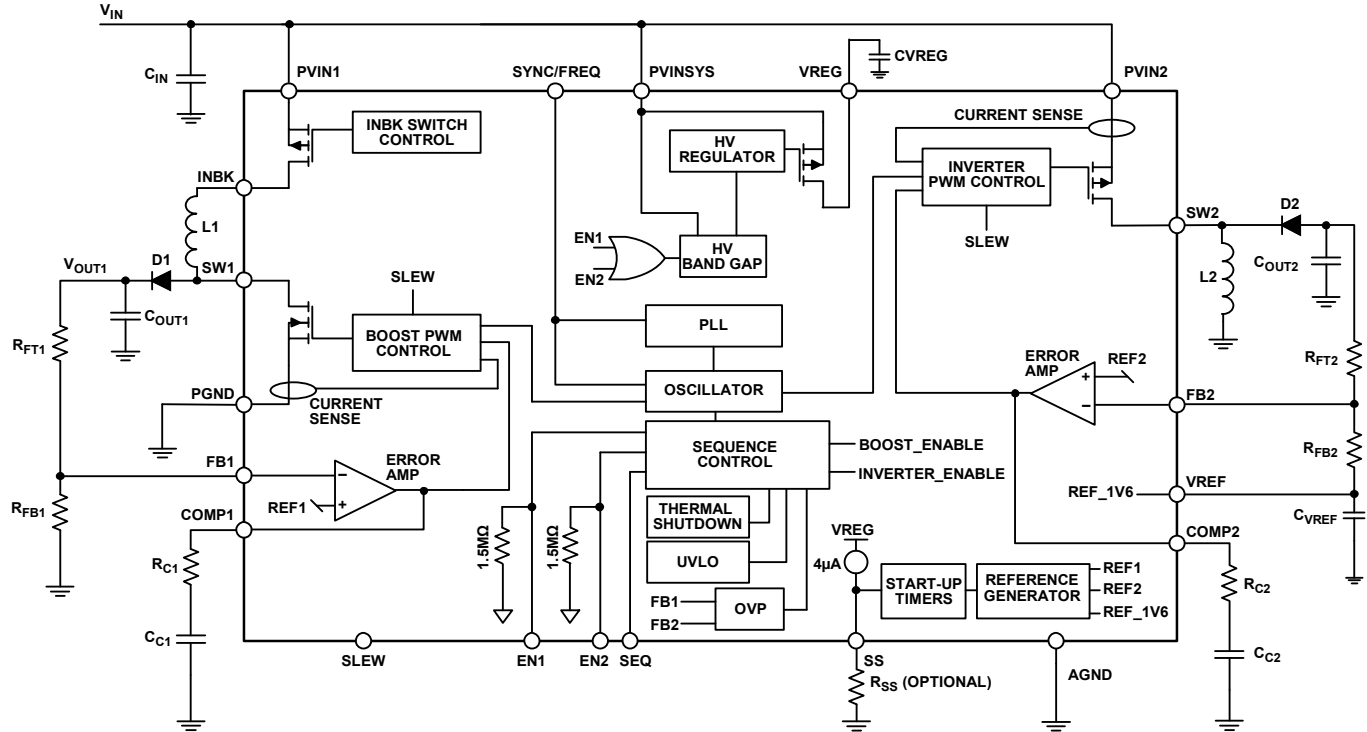 VIN
CIN
PVIN1
SYNC/FREQ
PVINSYS
VREG
CVREG
PVIN2
INBK SWITCH
CONTROL
HV
REGULATOR
CURRENT SENSE
INVERTER
PWM CONTROL
INBK
L1
EN1
EN2
HV
BAND GAP
SLEW
SW2
D2
L2
COUT2
VOUT1
D1
SW1
COUT1
SLEW
BOOST PWM
CONTROL
PLL
OSCILLATOR
RFT1
PGND
CURRENT
SENSE
ERROR
AMP
REF2
+
−
RFT2
FB2
SEQUENCE
CONTROL
BOOST_ENABLE
INVERTER_ENABLE
RFB2
FB1
−
+
ERROR
AMP
REF1
RFB1
COMP1
THERMAL
SHUTDOWN
UVLO
OVP
FB1
FB2
1.5MΩ
1.5MΩ
VREG
4µA
START-UP
TIMERS
REFERENCE
GENERATOR
REF1
REF2
REF_1V6
REF_1V6
VREF
CVREF
COMP2
RC1
CC1
RC2
CC2
SLEW
EN1
EN2
SEQ
SS
RSS (OPTIONAL)
AGND